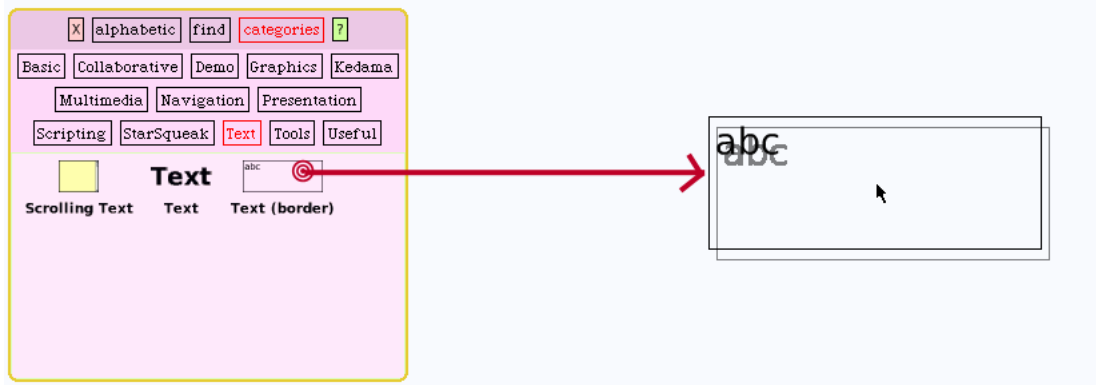 X alphabetic find categories ?
Basic Collaborative Demo Graphics Kedama
Multimedia Navigation Presentation
Scripting StarSqueak Text Tools Useful
Text abc
Scrolling Text Text Text (border)
abc